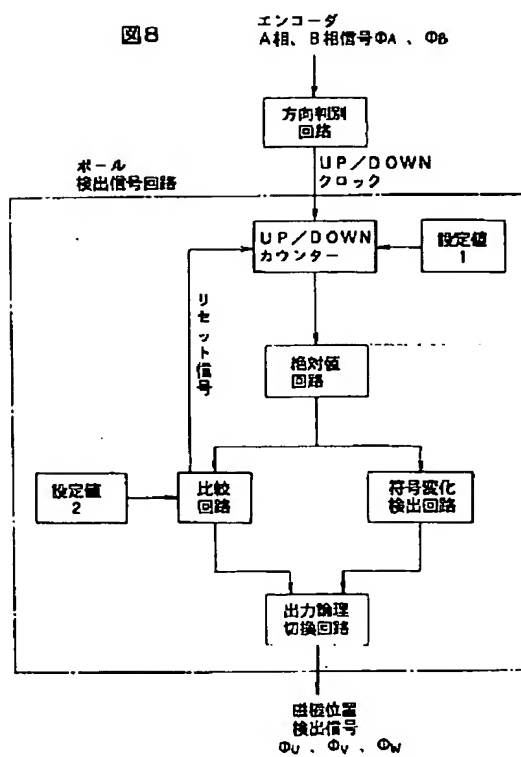 図8
エンコーダ
A相、B相信号ΦA 、ΦB
方向判別
回路
ポール
検出信号回路
UP/DOWN
クロック
UP/DOWN
カウンター
設定値
1
リセット信号
絶対値
回路
設定値
2
比較
回路
符号変化
検出回路
出力論理
切換回路
磁極位置
検出信号
ΦU 、ΦV 、ΦW